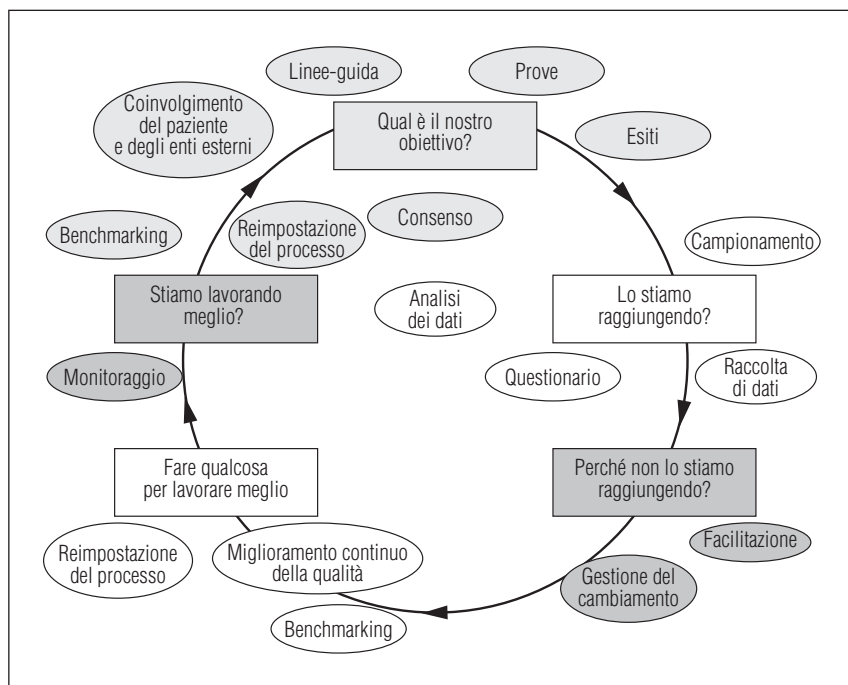 Linee-guida
Prove
Coinvolgimento
del paziente
e degli enti esterni
Qual è il nostro
obiettivo?
Esiti
Benchmarking
Reimpostazione
del processo
Consenso
Campionamento
Stiamo lavorando
meglio?
Analisi
dei dati
Lo stiamo
raggiungendo?
Monitoraggio
Questionario
Raccolta
di dati
Fare qualcosa
per lavorare meglio
Perché non lo stiamo
raggiungendo?
Reimpostazione
del processo
Miglioramento continuo
della qualità
Facilitazione
Gestione del
cambiamento
Benchmarking